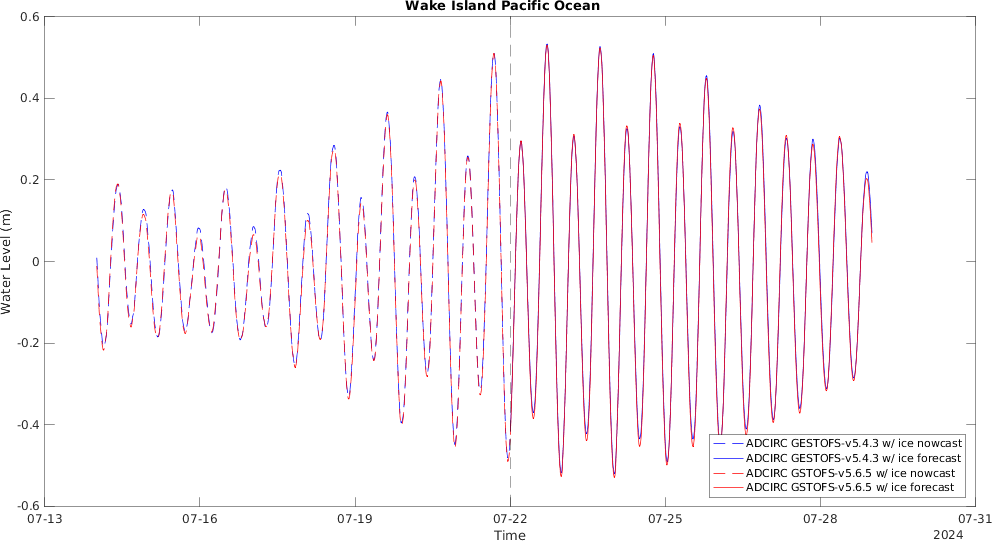 Wake Island Pacific Ocean
0.6
0.4
0.2
0
-0.2
-0.4
-0.6
Water Level (m)
07-13
07-16
07-19
07-22
07-25
07-28
07-31
Time
2024
ADCIRC GESTOFS-v5.4.3 w/ ice nowcast
ADCIRC GESTOFS-v5.4.3 w/ ice forecast
ADCIRC GSTOFS-v5.6.5 w/ ice nowcast
ADCIRC GSTOFS-v5.6.5 w/ ice forecast